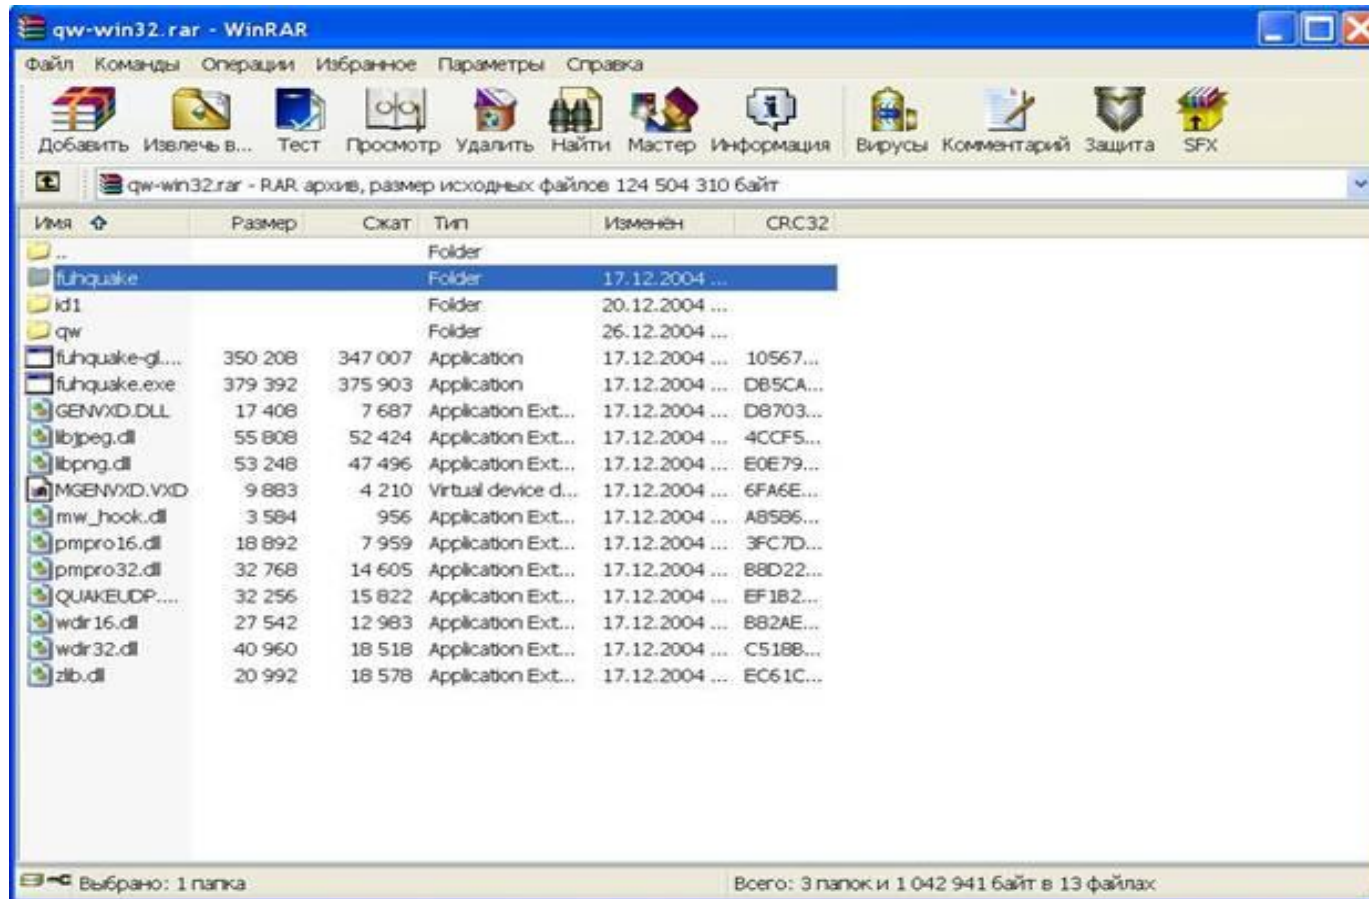 qw-win32.rar - WinRAR
Файл Команды Операции Избранное Параметры Справка
Добавить Извлечь в... Тест Просмотр Удалить Найти Мастер Информация Вирусы Комментарий Защита SFX
qw-win32.rar - RAR архив, размер исходных файлов 124 504 310 байт
Имя Размер Сжат Тип Изменён CRC32
.. Folder
fuhquake Folder 17.12.2004 ...
id1 Folder 20.12.2004 ...
qw Folder 26.12.2004 ...
fuhquake-gl.... 350 208 347 007 Application 17.12.2004 ... 10567...
fuhquake.exe 379 392 375 903 Application 17.12.2004 ... DB5CA...
GENVXD.DLL 17 408 7 687 Application Ext... 17.12.2004 ... D8703...
libjpeg.dll 55 808 52 424 Application Ext... 17.12.2004 ... 4CCF5...
libpng.dll 53 248 47 496 Application Ext... 17.12.2004 ... E0E79...
MGENVXD.VXD 9 883 4 210 Virtual device d... 17.12.2004 ... 6FA6E...
mw_hook.dll 3 584 956 Application Ext... 17.12.2004 ... A85B6...
pmpro16.dll 18 892 7 959 Application Ext... 17.12.2004 ... 3FC7D...
pmpro32.dll 32 768 14 605 Application Ext... 17.12.2004 ... B8D22...
QUAKEUDP.... 32 256 15 822 Application Ext... 17.12.2004 ... EF1B2...
wdir16.dll 27 542 12 983 Application Ext... 17.12.2004 ... B82AE...
wdir32.dll 40 960 18 518 Application Ext... 17.12.2004 ... C518B...
zlib.dll 20 992 18 578 Application Ext... 17.12.2004 ... EC61C...
Выбрано: 1 папка Всего: 3 папок и 1 042 941 байт в 13 файлах